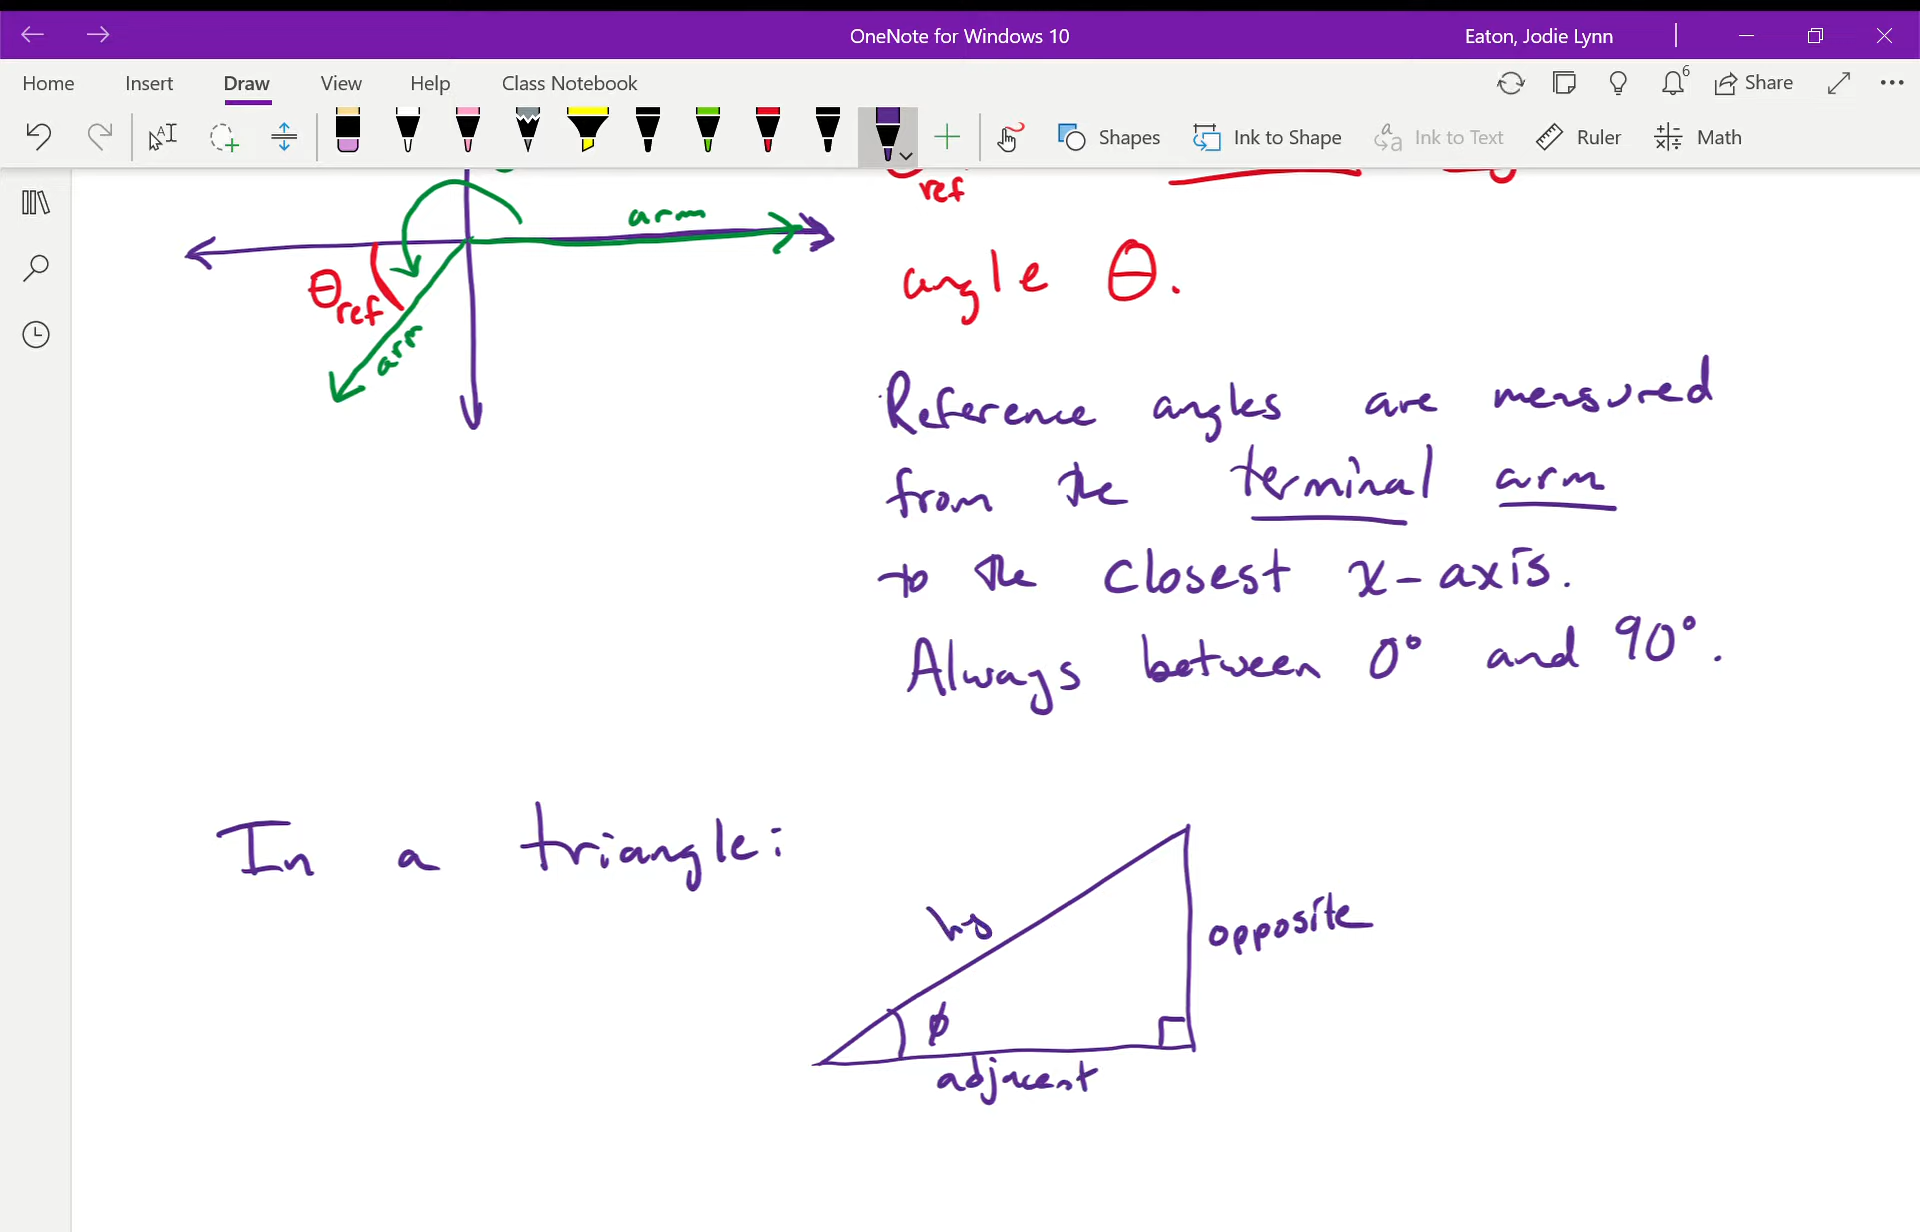 OneNote for Windows 10
Eaton, Jodie Lynn
Home Insert Draw View Help Class Notebook
6
Share
Shapes Ink to Shape Ink to Text Ruler Math
arm
θref
arm
ref
angle θ.
Reference angles are measured
from the terminal arm
to the closest x-axis.
Always between 0° and 90°.
In a triangle:
opposite
ϕ
adjacent